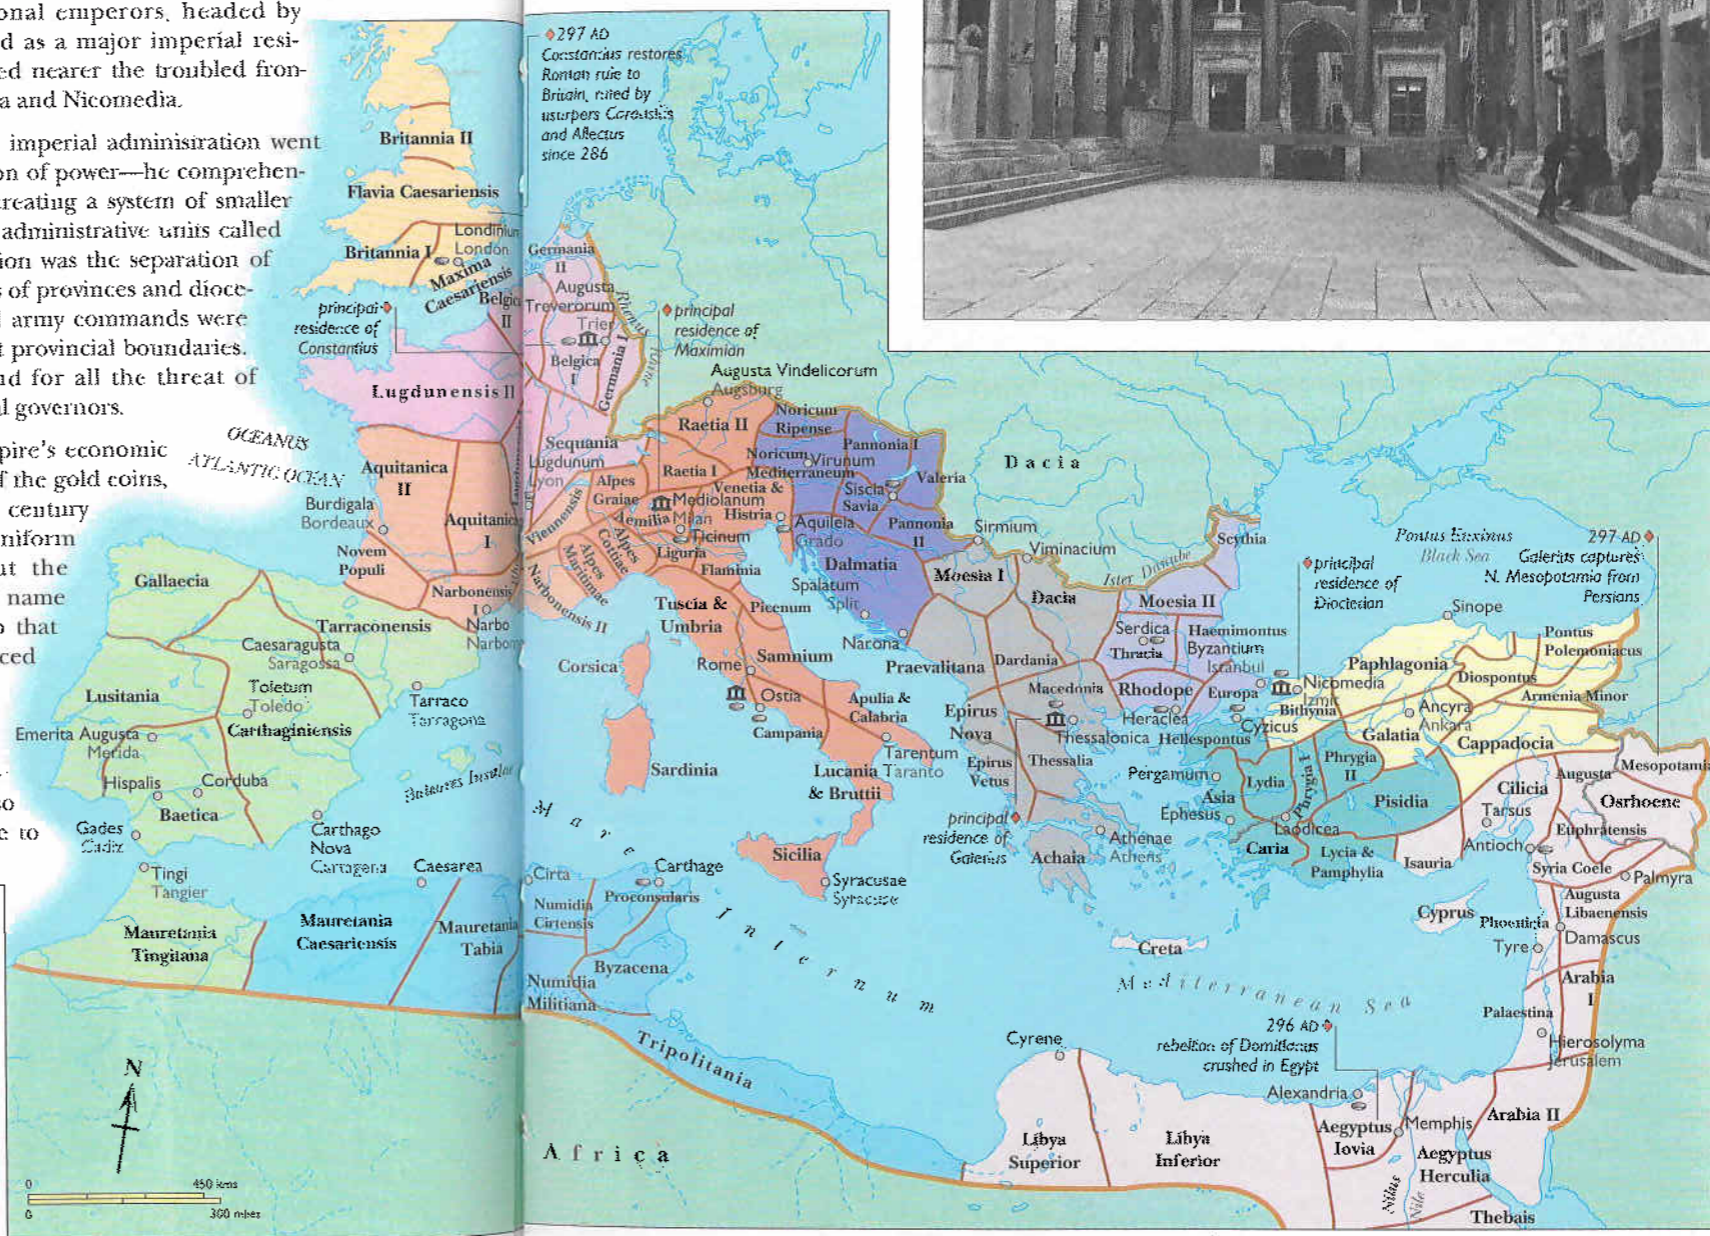 onal emperors, headed by
d as a major imperial resi-
ed nearer the troubled fron-
a and Nicomedia.
imperial administration went
on of power—he comprehen-
reating a system of smaller
administrative units called
ion was the separation of
s of provinces and dioce-
army commands were
t provincial boundaries.
nd for all the threat of
l governors.
pire's economic
f the gold coins,
century
niform
ut the
name
o that
ced
so
e to
297 AD
Constantius restores
Roman rule to
Britain, ruled by
usurpers Carausius
and Allectus
since 286
Britannia II
Flavia Caesariensis
Londinium
London
Britannia I
Maxima
Caesariensis
Germania
II
Augusta
Treverorum
Trier
Belgica
II
Belgica
I
Germania I
Rhenus
Rhine
principal
residence of
Constantius
principal
residence of
Maximian
Lugdunensis II
Augusta Vindelicorum
Augsburg
Noricum
Ripense
Raetia II
Pannonia I
Sequania
Noricum
Mediterraneum
Virunum
Dacia
OCEANUS
ATLANTIC OCEAN
Aquitanica
II
Lugdunum
Lyon
Alpes
Graiae
Raetia I
Venetia &
Histria
Siscia
Savia
Valeria
Burdigala
Bordeaux
Aquitanica
I
Viennensis
Aemilia
Mediolanum
Milan
Ticinum
Aquileia
Grado
Pannonia
II
Sirmium
Viminacium
Scythia
Pontus Euxinus
Black Sea
297 AD
Galerius captures
N. Mesopotamia from
Persians
Novem
Populi
Alpes
Cottiae
Alpes
Maritimae
Liguria
Flaminia
Dalmatia
Moesia I
Ister
Danube
principal
residence of
Diocletian
Gallaecia
Narbonensis
I
Narbonensis II
Spalatum
Split
Dacia
Moesia II
Sinope
Tarraconensis
Narbo
Narbonne
Tuscia &
Umbria
Picenum
Narona
Serdica
Thracia
Haemimontus
Byzantium
Istanbul
Pontus
Polemoniacus
Caesaragusta
Saragossa
Corsica
Rome
Samnium
Praevalitana
Dardania
Paphlagonia
Diospontus
Lusitania
Toletum
Toledo
Tarraco
Tarragona
Ostia
Apulia &
Calabria
Macedonia
Rhodope
Europa
Nicomedia
Izmit
Bithynia
Armenia Minor
Carthaginiensis
Emerita Augusta
Merida
Campania
Epirus
Nova
Heraclea
Thessalonica
Hellespontus
Cyzicus
Ancyra
Ankara
Galatia
Cappadocia
Hispalis
Corduba
Baleares Insulae
Sardinia
Tarentum
Taranto
Lucania
& Bruttii
Epirus
Vetus
Thessalia
Pergamum
Lydia
Phrygia I
Phrygia
II
Augusta
Mesopotamia
Baetica
Asia
Pisidia
Cilicia
Tarsus
Osrhoene
Gades
Cadiz
Carthago
Nova
Cartagena
principal
residence of
Galerius
Ephesus
Laodicea
Euphratensis
Tingi
Tangier
Caesarea
Cirta
Carthage
Sicilia
Syracusae
Syracuse
Achaia
Athenae
Athens
Caria
Lycia &
Pamphylia
Isauria
Antioch
Syria Coele
Palmyra
Mauretania
Tingitana
Mauretania
Caesariensis
Mauretania
Tabia
Numidia
Cirtensis
Proconsularis
Augusta
Libaenensis
Cyprus
Phoenicia
Damascus
Tyre
Byzacena
Creta
Numidia
Militiana
Mare Internum
Mediterranean Sea
Arabia
I
Palaestina
Tripolitania
Cyrene
296 AD
rebellion of Domitianus
crushed in Egypt
Hierosolyma
Jerusalem
Alexandria
N
Africa
Libya
Superior
Libya
Inferior
Aegyptus
Iovia
Memphis
Arabia II
Aegyptus
Herculia
Nilus
Nile
Thebais
0 450 kms
0 300 miles